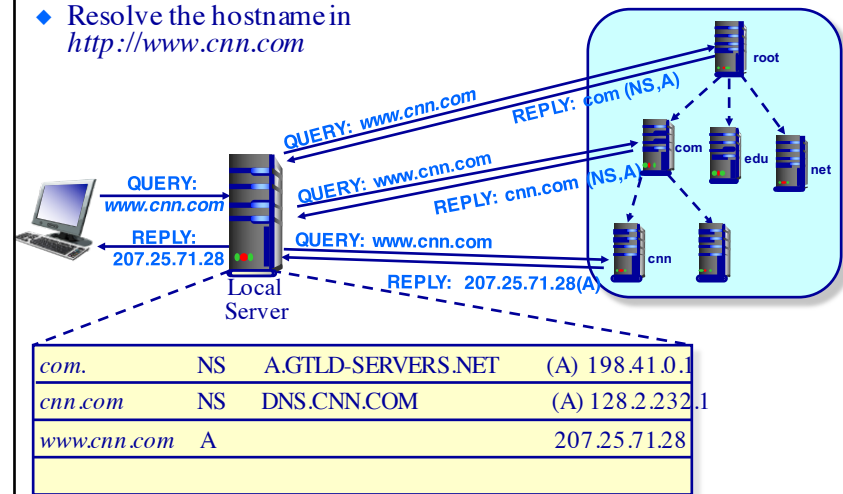 Resolve the hostname in
http://www.cnn.com
root
QUERY: www.cnn.com
REPLY: com (NS,A)
com
edu
net
QUERY: www.cnn.com
REPLY: cnn.com (NS,A)
QUERY:
www.cnn.com
REPLY:
207.25.71.28
QUERY: www.cnn.com
REPLY: 207.25.71.28(A)
cnn
Local
Server
com. NS A.GTLD-SERVERS.NET (A) 198.41.0.1
cnn.com NS DNS.CNN.COM (A) 128.2.232.1
www.cnn.com A 207.25.71.28